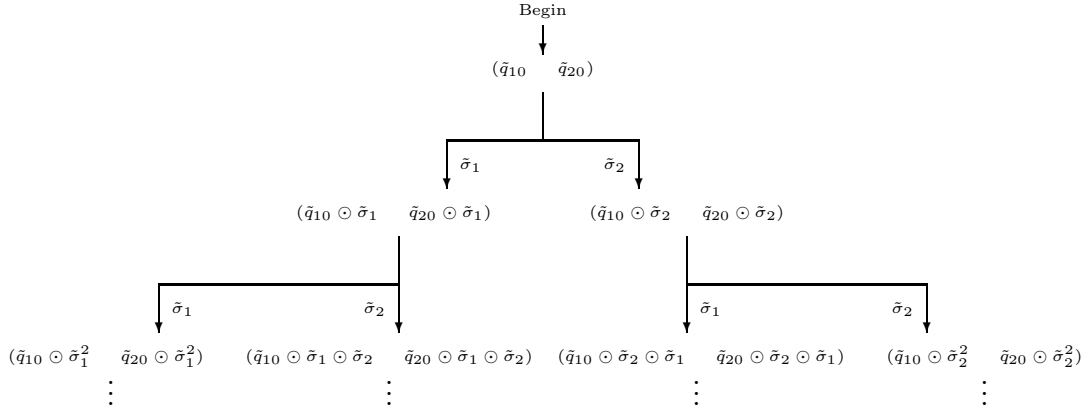 Begin
(q̃₁₀ q̃₂₀)
σ̃₁ σ̃₂
(q̃₁₀ ⊙ σ̃₁ q̃₂₀ ⊙ σ̃₁) (q̃₁₀ ⊙ σ̃₂ q̃₂₀ ⊙ σ̃₂)
σ̃₁ σ̃₂ σ̃₁ σ̃₂
(q̃₁₀ ⊙ σ̃₁² q̃₂₀ ⊙ σ̃₁²) (q̃₁₀ ⊙ σ̃₁ ⊙ σ̃₂ q̃₂₀ ⊙ σ̃₁ ⊙ σ̃₂) (q̃₁₀ ⊙ σ̃₂ ⊙ σ̃₁ q̃₂₀ ⊙ σ̃₂ ⊙ σ̃₁) (q̃₁₀ ⊙ σ̃₂² q̃₂₀ ⊙ σ̃₂²)
⋮ ⋮ ⋮ ⋮